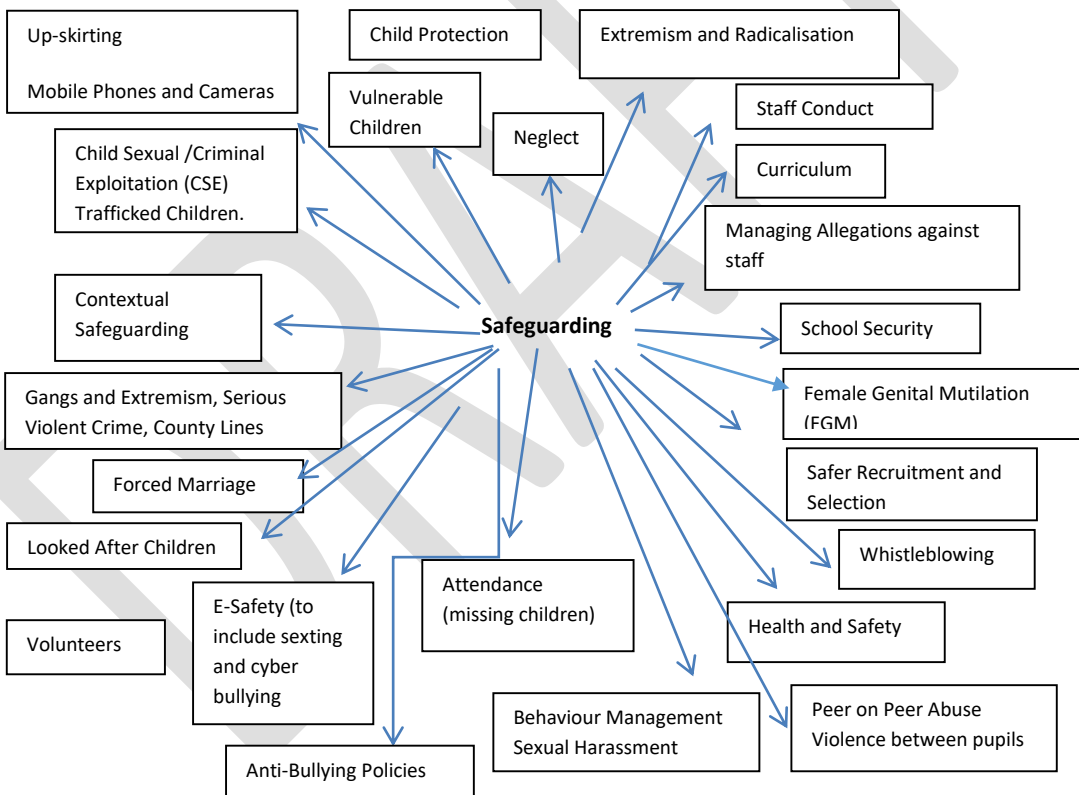 Up-skirting
Mobile Phones and Cameras
Child Protection
Extremism and Radicalisation
Vulnerable
Children
Neglect
Staff Conduct
Child Sexual /Criminal
Exploitation (CSE)
Trafficked Children.
Curriculum
Managing Allegations against
staff
Contextual
Safeguarding
Safeguarding
School Security
Gangs and Extremism, Serious
Violent Crime, County Lines
Female Genital Mutilation
(FGM)
Forced Marriage
Safer Recruitment and
Selection
Looked After Children
Whistleblowing
Attendance
(missing children)
E-Safety (to
include sexting
and cyber
bullying
Volunteers
Health and Safety
Behaviour Management
Sexual Harassment
Peer on Peer Abuse
Violence between pupils
Anti-Bullying Policies